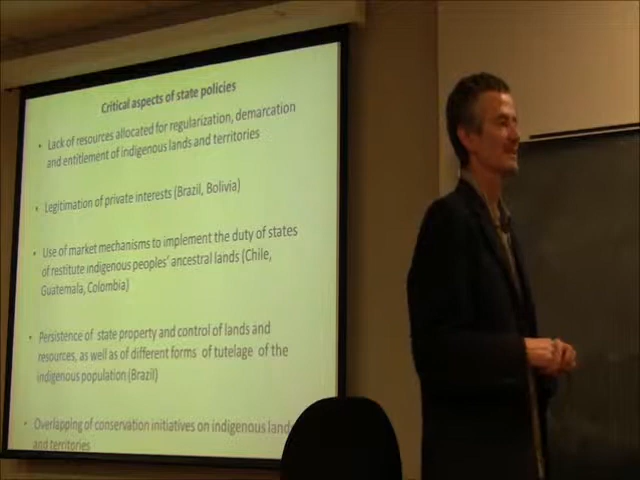 Critical aspects of state policies
• Lack of resources allocated for regularization, demarcation
and entitlement of indigenous lands and territories
• Legitimation of private interests (Brazil, Bolivia)
• Use of market mechanisms to implement the duty of states
of restitute indigenous peoples' ancestral lands (Chile,
Guatemala, Colombia)
• Persistence of state property and control of lands and
resources, as well as of different forms of tutelage of the
indigenous population (Brazil)
• Overlapping of conservation initiatives on indigenous land
and territories